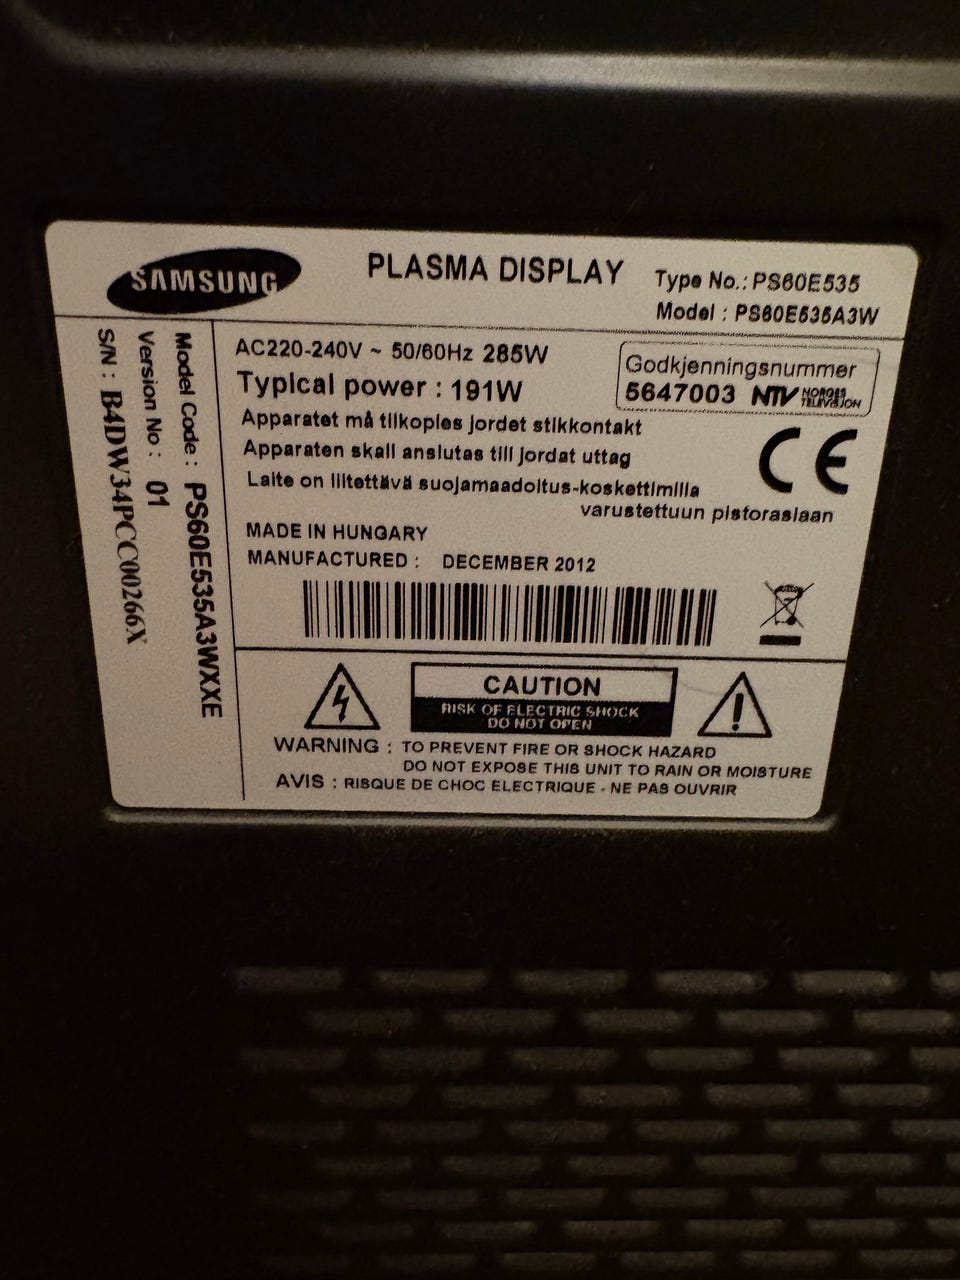 SAMSUNG
PLASMA DISPLAY
Type No.: PS60E535
Model : PS60E535A3W
Model Code : PS60E535A3WXXE
Version No : 01
S/N : B4DW34PCC00266X
AC220-240V ~ 50/60Hz 285W
Typical power : 191W
Godkjenningsnummer
5647003 NTV NORGES TELEVISJON
Apparatet må tilkoples jordet stikkontakt
Apparaten skall anslutas till jordat uttag
Laite on liitettävä suojamaadoitus-koskettimilla
varustettuun pistorasiaan
CE
MADE IN HUNGARY
MANUFACTURED : DECEMBER 2012
CAUTION
RISK OF ELECTRIC SHOCK
DO NOT OPEN
WARNING : TO PREVENT FIRE OR SHOCK HAZARD
DO NOT EXPOSE THIS UNIT TO RAIN OR MOISTURE
AVIS : RISQUE DE CHOC ELECTRIQUE - NE PAS OUVRIR